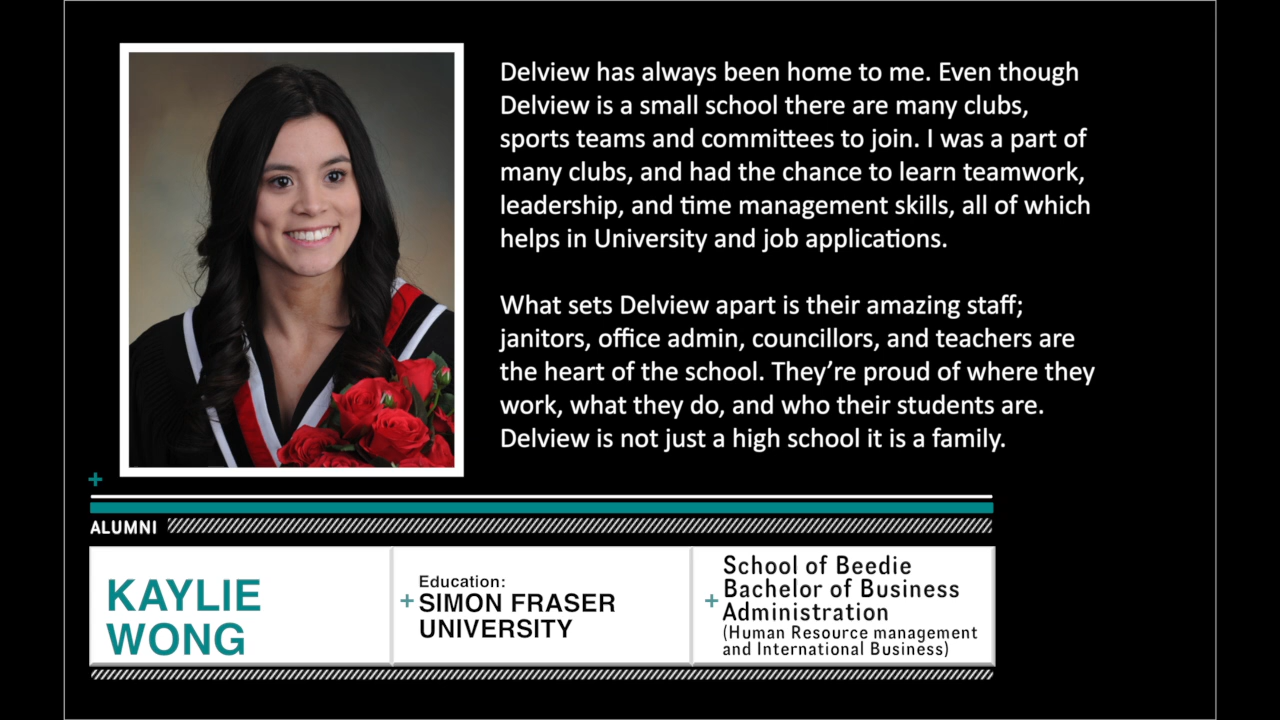 Delview has always been home to me. Even though
Delview is a small school there are many clubs,
sports teams and committees to join. I was a part of
many clubs, and had the chance to learn teamwork,
leadership, and time management skills, all of which
helps in University and job applications.
What sets Delview apart is their amazing staff;
janitors, office admin, councillors, and teachers are
the heart of the school. They’re proud of where they
work, what they do, and who their students are.
Delview is not just a high school it is a family.
ALUMNI
KAYLIE
WONG
Education:
SIMON FRASER
UNIVERSITY
School of Beedie
Bachelor of Business
Administration
(Human Resource management
and International Business)